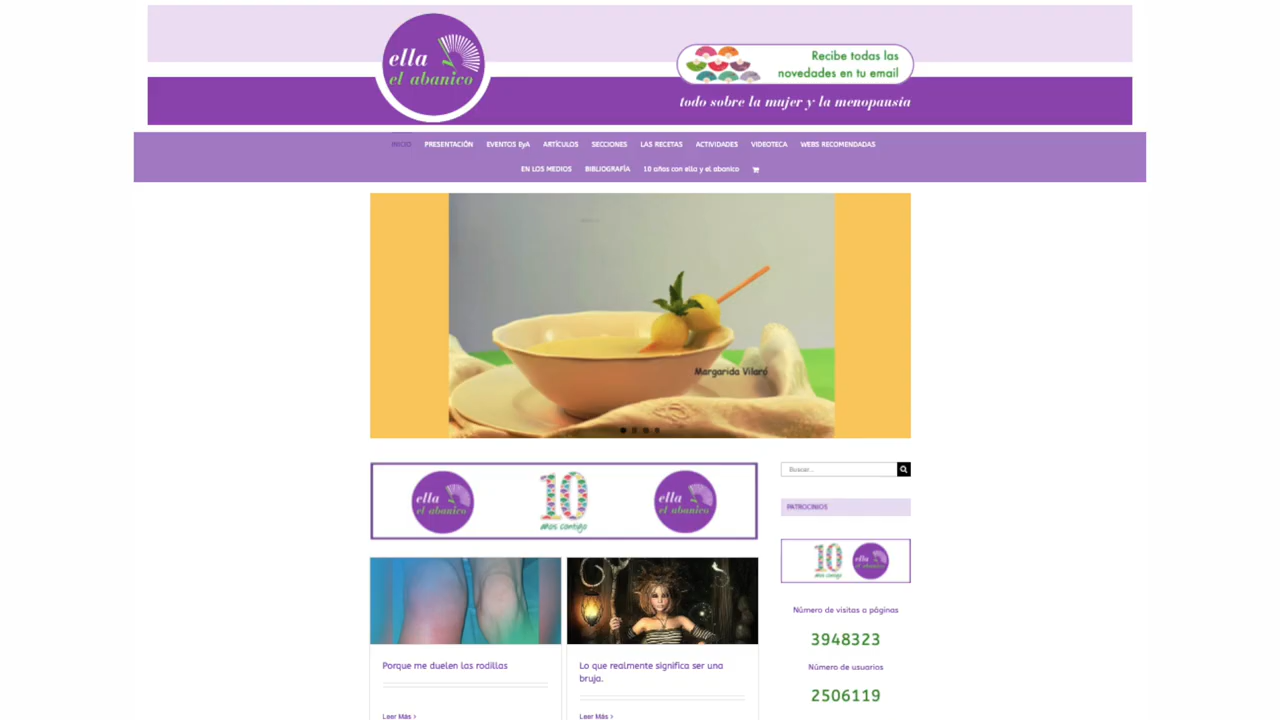 ella
el abanico
Recibe todas las
novedades en tu email
todo sobre la mujer y la menopausia
INICIO PRESENTACIÓN EVENTOS EyA ARTÍCULOS SECCIONES LAS RECETAS ACTIVIDADES VIDEOTECA WEBS RECOMENDADAS
EN LOS MEDIOS BIBLIOGRAFÍA 10 años con ella y el abanico
Margarida Vilaró
ella
el abanico
10
años contigo
ella
el abanico
Buscar...
PATROCINIOS
10
años contigo
ella
el abanico
Porque me duelen las rodillas
Leer Más >
Lo que realmente significa ser una
bruja.
Leer Más >
Número de visitas a páginas
3948323
Número de usuarios
2506119